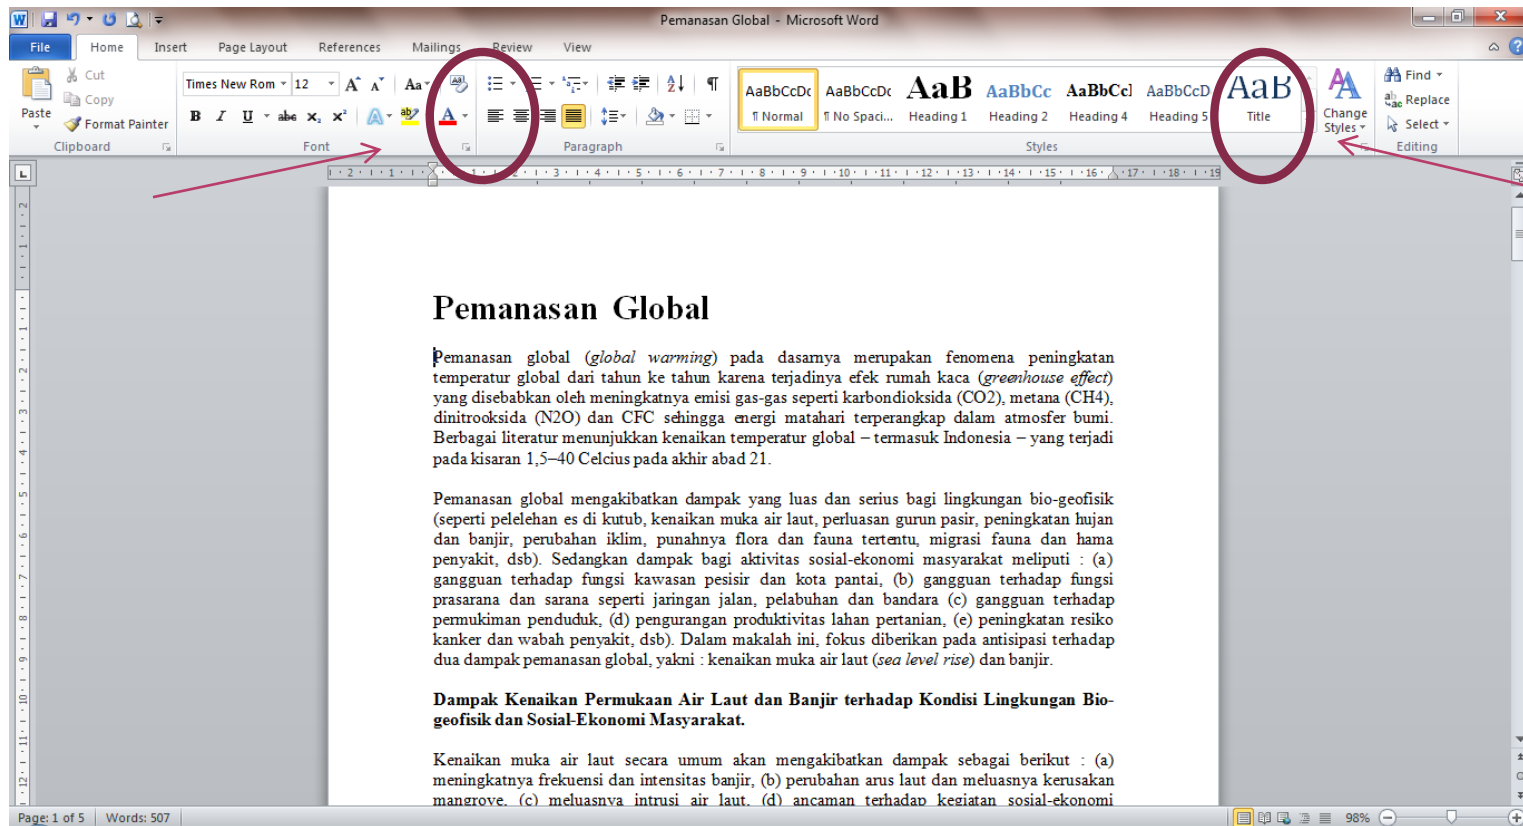 Pemanasan Global - Microsoft Word
File Home Insert Page Layout References Mailings Review View
Cut
Copy
Format Painter
Paste
Clipboard
Times New Rom 12
Font
Paragraph
AaBbCcDc AaBbCcDc AaB AaBbCc AaBbCcI AaBbCcD AaB
¶ Normal ¶ No Spaci... Heading 1 Heading 2 Heading 4 Heading 5 Title
Styles
Change
Styles
Find
Replace
Select
Editing
Pemanasan Global
Pemanasan global (global warming) pada dasarnya merupakan fenomena peningkatan
temperatur global dari tahun ke tahun karena terjadinya efek rumah kaca (greenhouse effect)
yang disebabkan oleh meningkatnya emisi gas-gas seperti karbondioksida (CO2), metana (CH4),
dinitrooksida (N2O) dan CFC sehingga energi matahari terperangkap dalam atmosfer bumi.
Berbagai literatur menunjukkan kenaikan temperatur global – termasuk Indonesia – yang terjadi
pada kisaran 1,5–40 Celcius pada akhir abad 21.
Pemanasan global mengakibatkan dampak yang luas dan serius bagi lingkungan bio-geofisik
(seperti pelelehan es di kutub, kenaikan muka air laut, perluasan gurun pasir, peningkatan hujan
dan banjir, perubahan iklim, punahnya flora dan fauna tertentu, migrasi fauna dan hama
penyakit, dsb). Sedangkan dampak bagi aktivitas sosial-ekonomi masyarakat meliputi : (a)
gangguan terhadap fungsi kawasan pesisir dan kota pantai, (b) gangguan terhadap fungsi
prasarana dan sarana seperti jaringan jalan, pelabuhan dan bandara (c) gangguan terhadap
permukiman penduduk, (d) pengurangan produktivitas lahan pertanian, (e) peningkatan resiko
kanker dan wabah penyakit, dsb). Dalam makalah ini, fokus diberikan pada antisipasi terhadap
dua dampak pemanasan global, yakni : kenaikan muka air laut (sea level rise) dan banjir.
Dampak Kenaikan Permukaan Air Laut dan Banjir terhadap Kondisi Lingkungan Bio-
geofisik dan Sosial-Ekonomi Masyarakat.
Kenaikan muka air laut secara umum akan mengakibatkan dampak sebagai berikut : (a)
meningkatnya frekuensi dan intensitas banjir, (b) perubahan arus laut dan meluasnya kerusakan
mangrove, (c) meluasnya intrusi air laut, (d) ancaman terhadap kegiatan sosial-ekonomi
Page: 1 of 5 Words: 507 98%